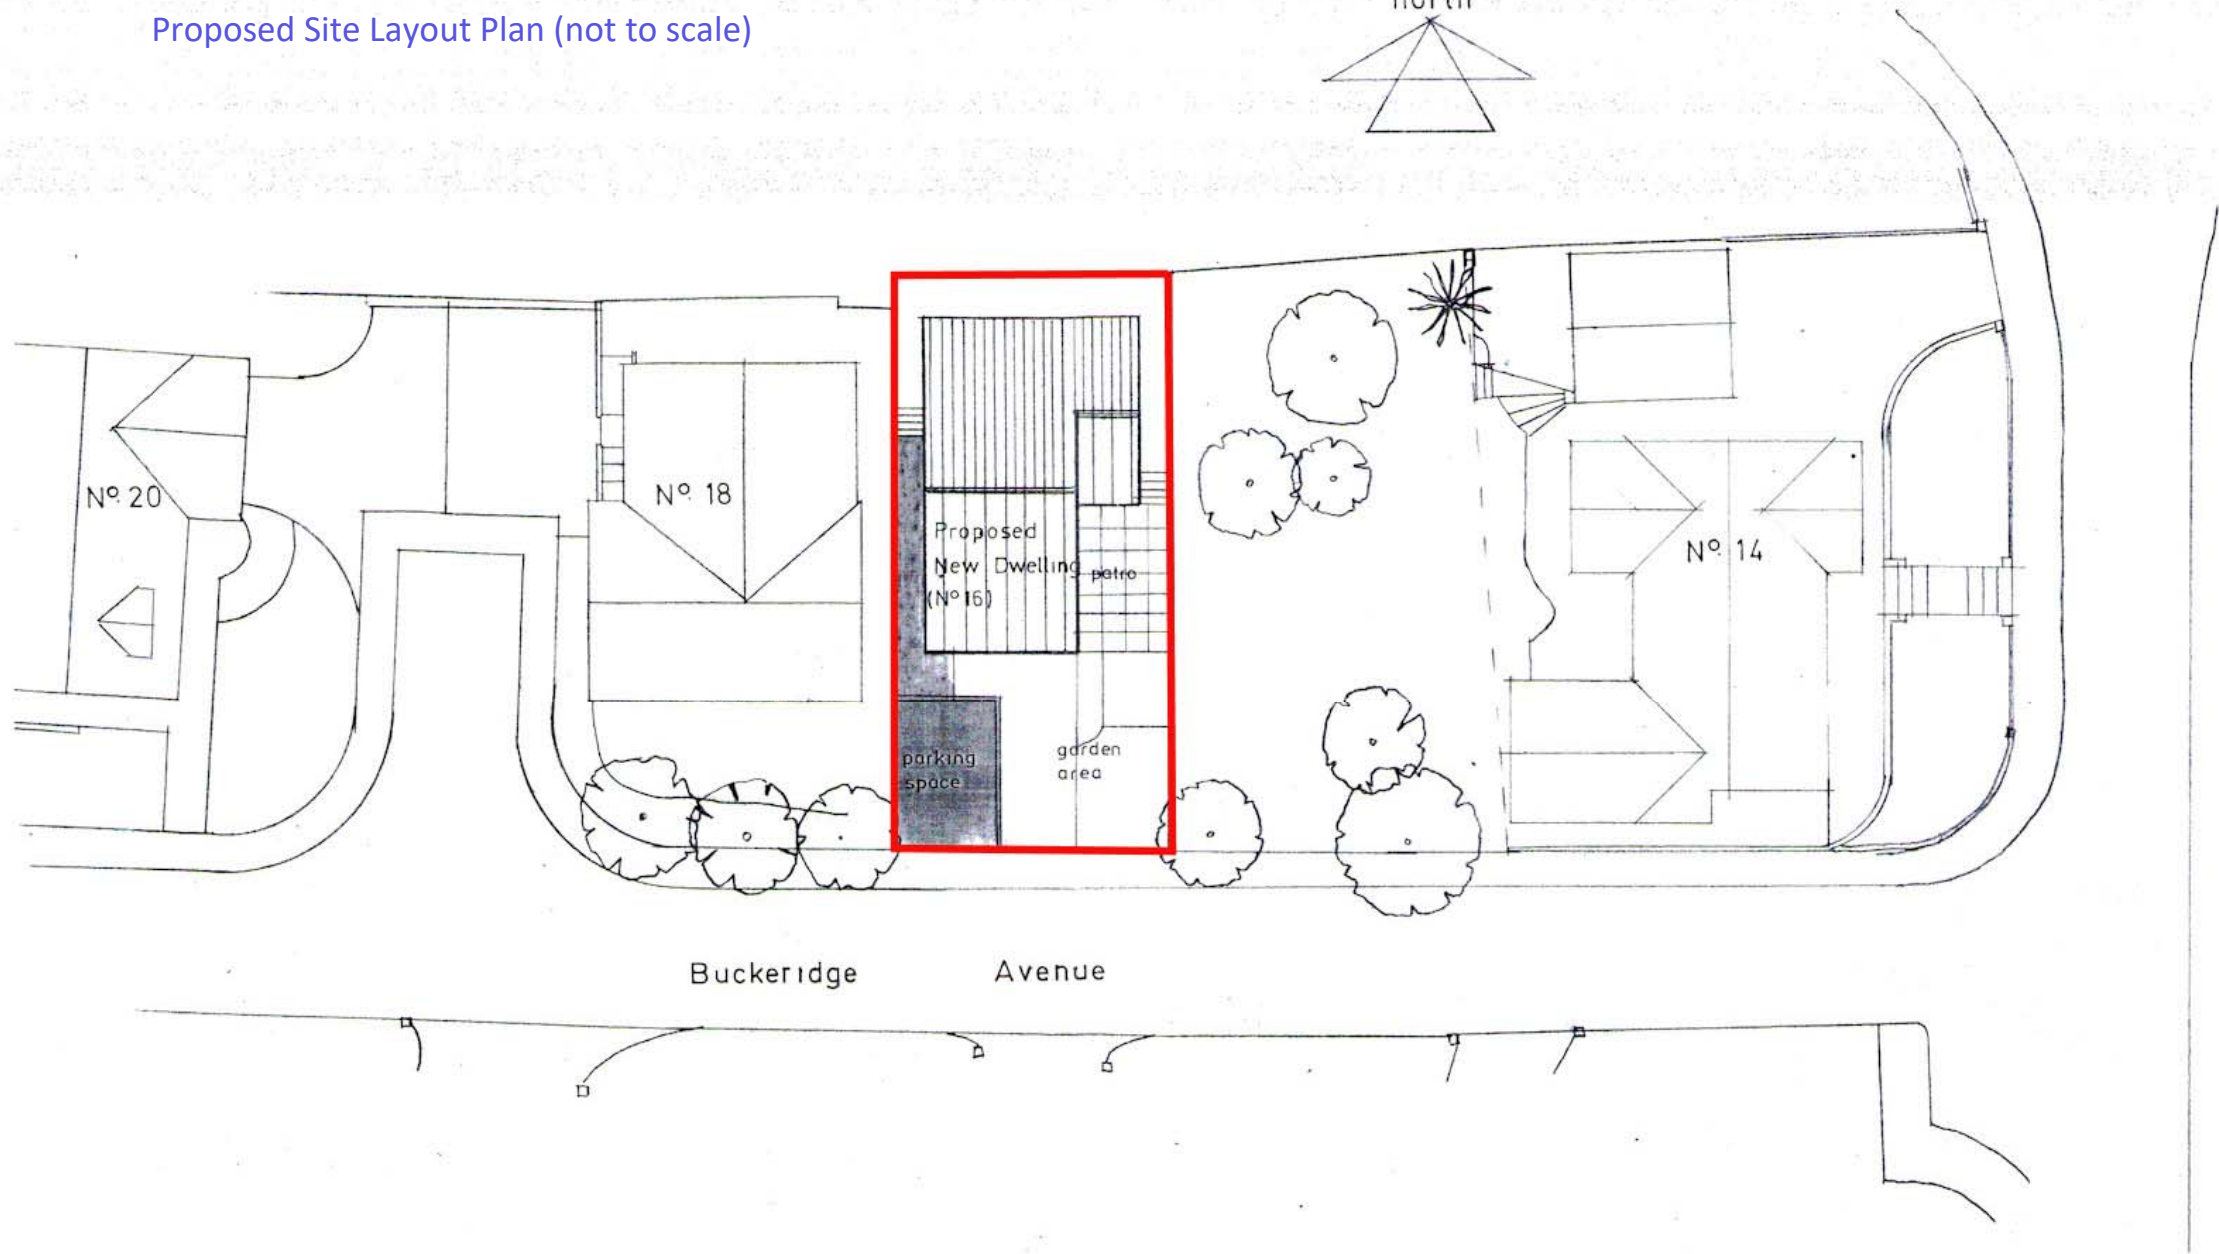 Proposed Site Layout Plan (not to scale)
north
Nº 20
Nº 18
Proposed
New Dwelling
(Nº 16)
patio
Nº 14
parking
space
garden
area
Buckeridge Avenue